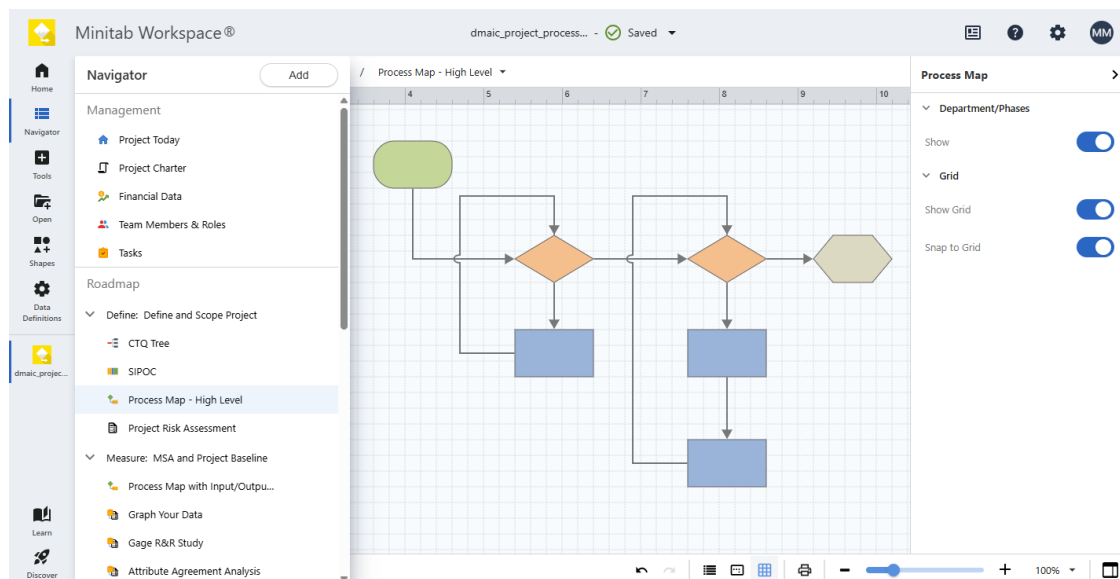 Minitab Workspace®
dmaic_project_process... - Saved
MM
Home
Navigator
Tools
Open
Shapes
Data
Definitions
dmaic_projec...
Learn
Discover
Navigator
Add
Management
Project Today
Project Charter
Financial Data
Team Members & Roles
Tasks
Roadmap
Define: Define and Scope Project
CTQ Tree
SIPOC
Process Map - High Level
Project Risk Assessment
Measure: MSA and Project Baseline
Process Map with Input/Outpu...
Graph Your Data
Gage R&R Study
Attribute Agreement Analysis
/ Process Map - High Level
4 5 6 7 8 9 10
Process Map
Department/Phases
Show
Grid
Show Grid
Snap to Grid
100%